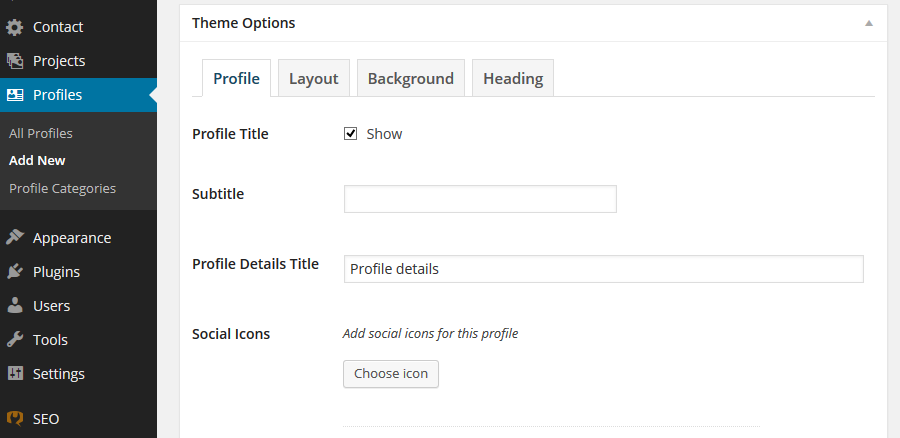 Contact
Projects
Profiles
All Profiles
Add New
Profile Categories
Appearance
Plugins
Users
Tools
Settings
SEO
Theme Options
Profile Layout Background Heading
Profile Title Show
Subtitle
Profile Details Title Profile details
Social Icons Add social icons for this profile
Choose icon